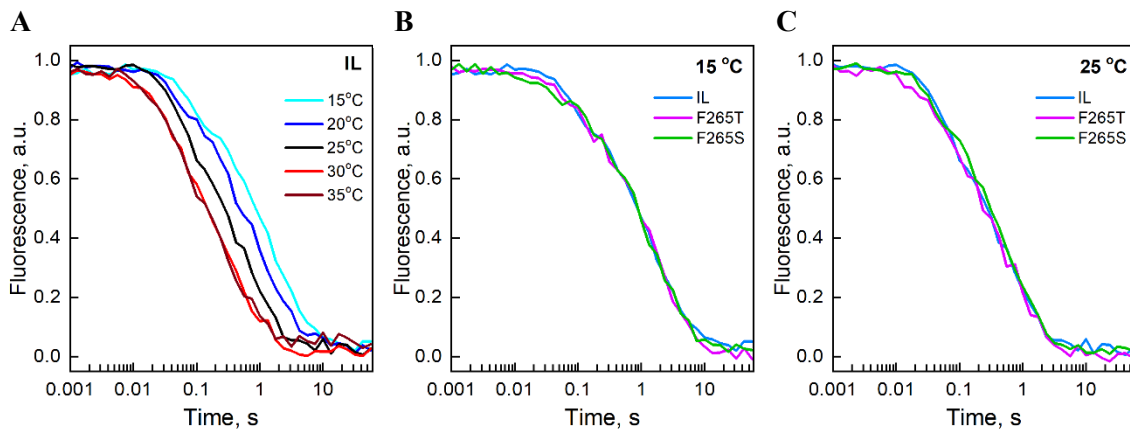 A
IL
15°C
20°C
25°C
30°C
35°C
Fluorescence, a.u.
1.0
0.8
0.6
0.4
0.2
0.0
0.001 0.01 0.1 1 10
Time, s
B
15 °C
IL
F265T
F265S
Fluorescence, a.u.
1.0
0.8
0.6
0.4
0.2
0.0
0.001 0.01 0.1 1 10
Time, s
C
25 °C
IL
F265T
F265S
Fluorescence, a.u.
1.0
0.8
0.6
0.4
0.2
0.0
0.001 0.01 0.1 1 10
Time, s